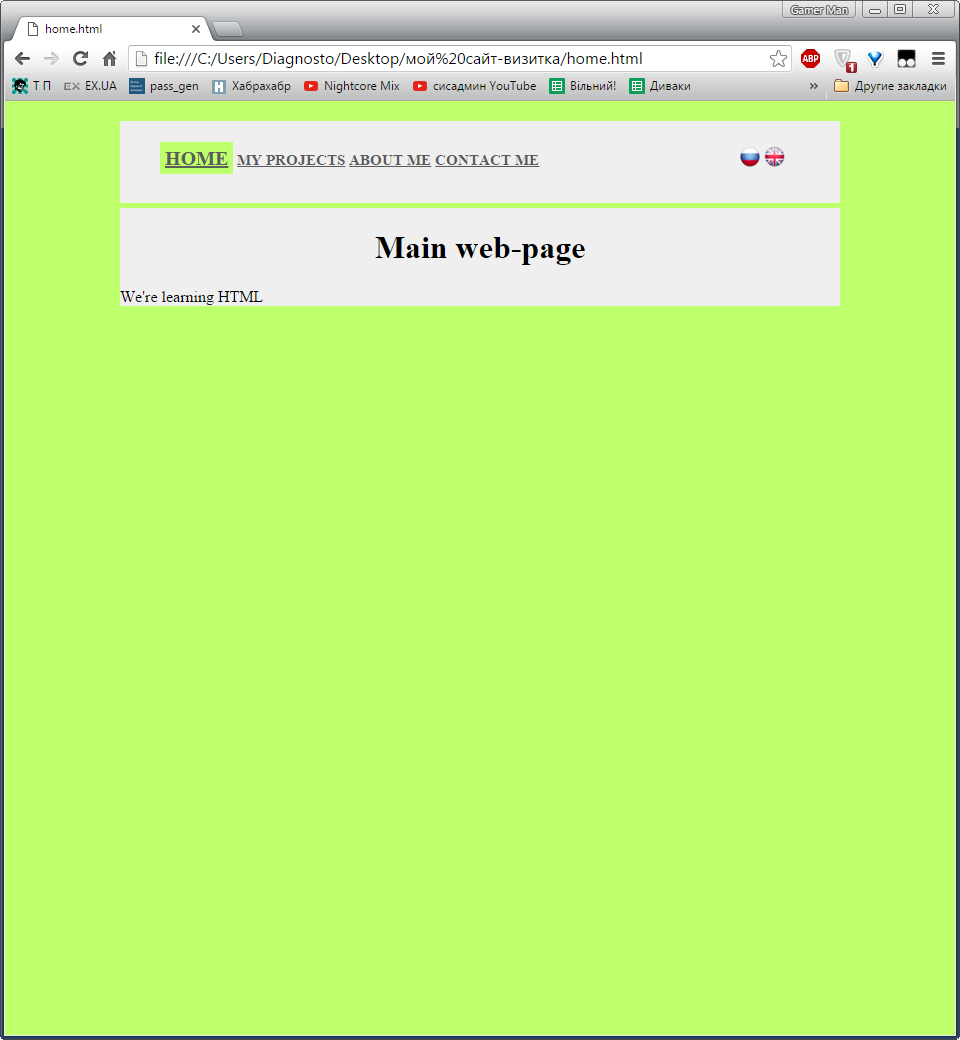 Gamer Man
home.html
file:///C:/Users/Diagnosto/Desktop/мой%20сайт-визитка/home.html
ABP
1
Т П EX EX.UA pass_gen H Хабрахабр Nightcore Mix сисадмин YouTube Вільний! Диваки » Другие закладки
HOME MY PROJECTS ABOUT ME CONTACT ME
Main web-page
We're learning HTML